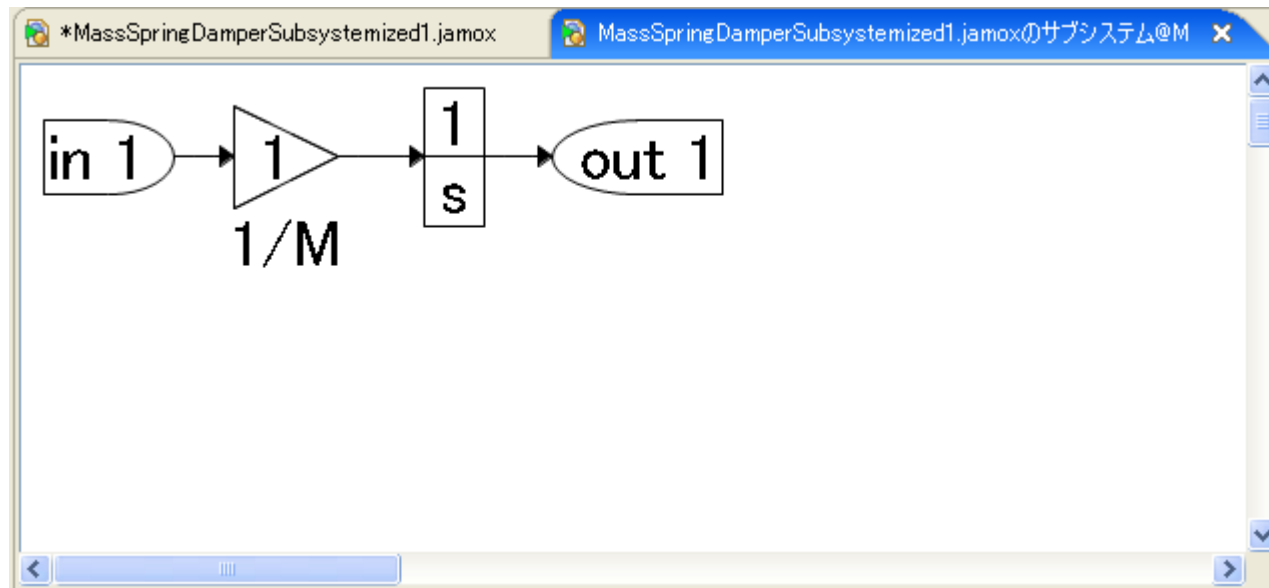 *MassSpringDamperSubsystemized1.jamox
MassSpringDamperSubsystemized1.jamoxのサブシステム@M
in 1
1
1
s
out 1
1/M